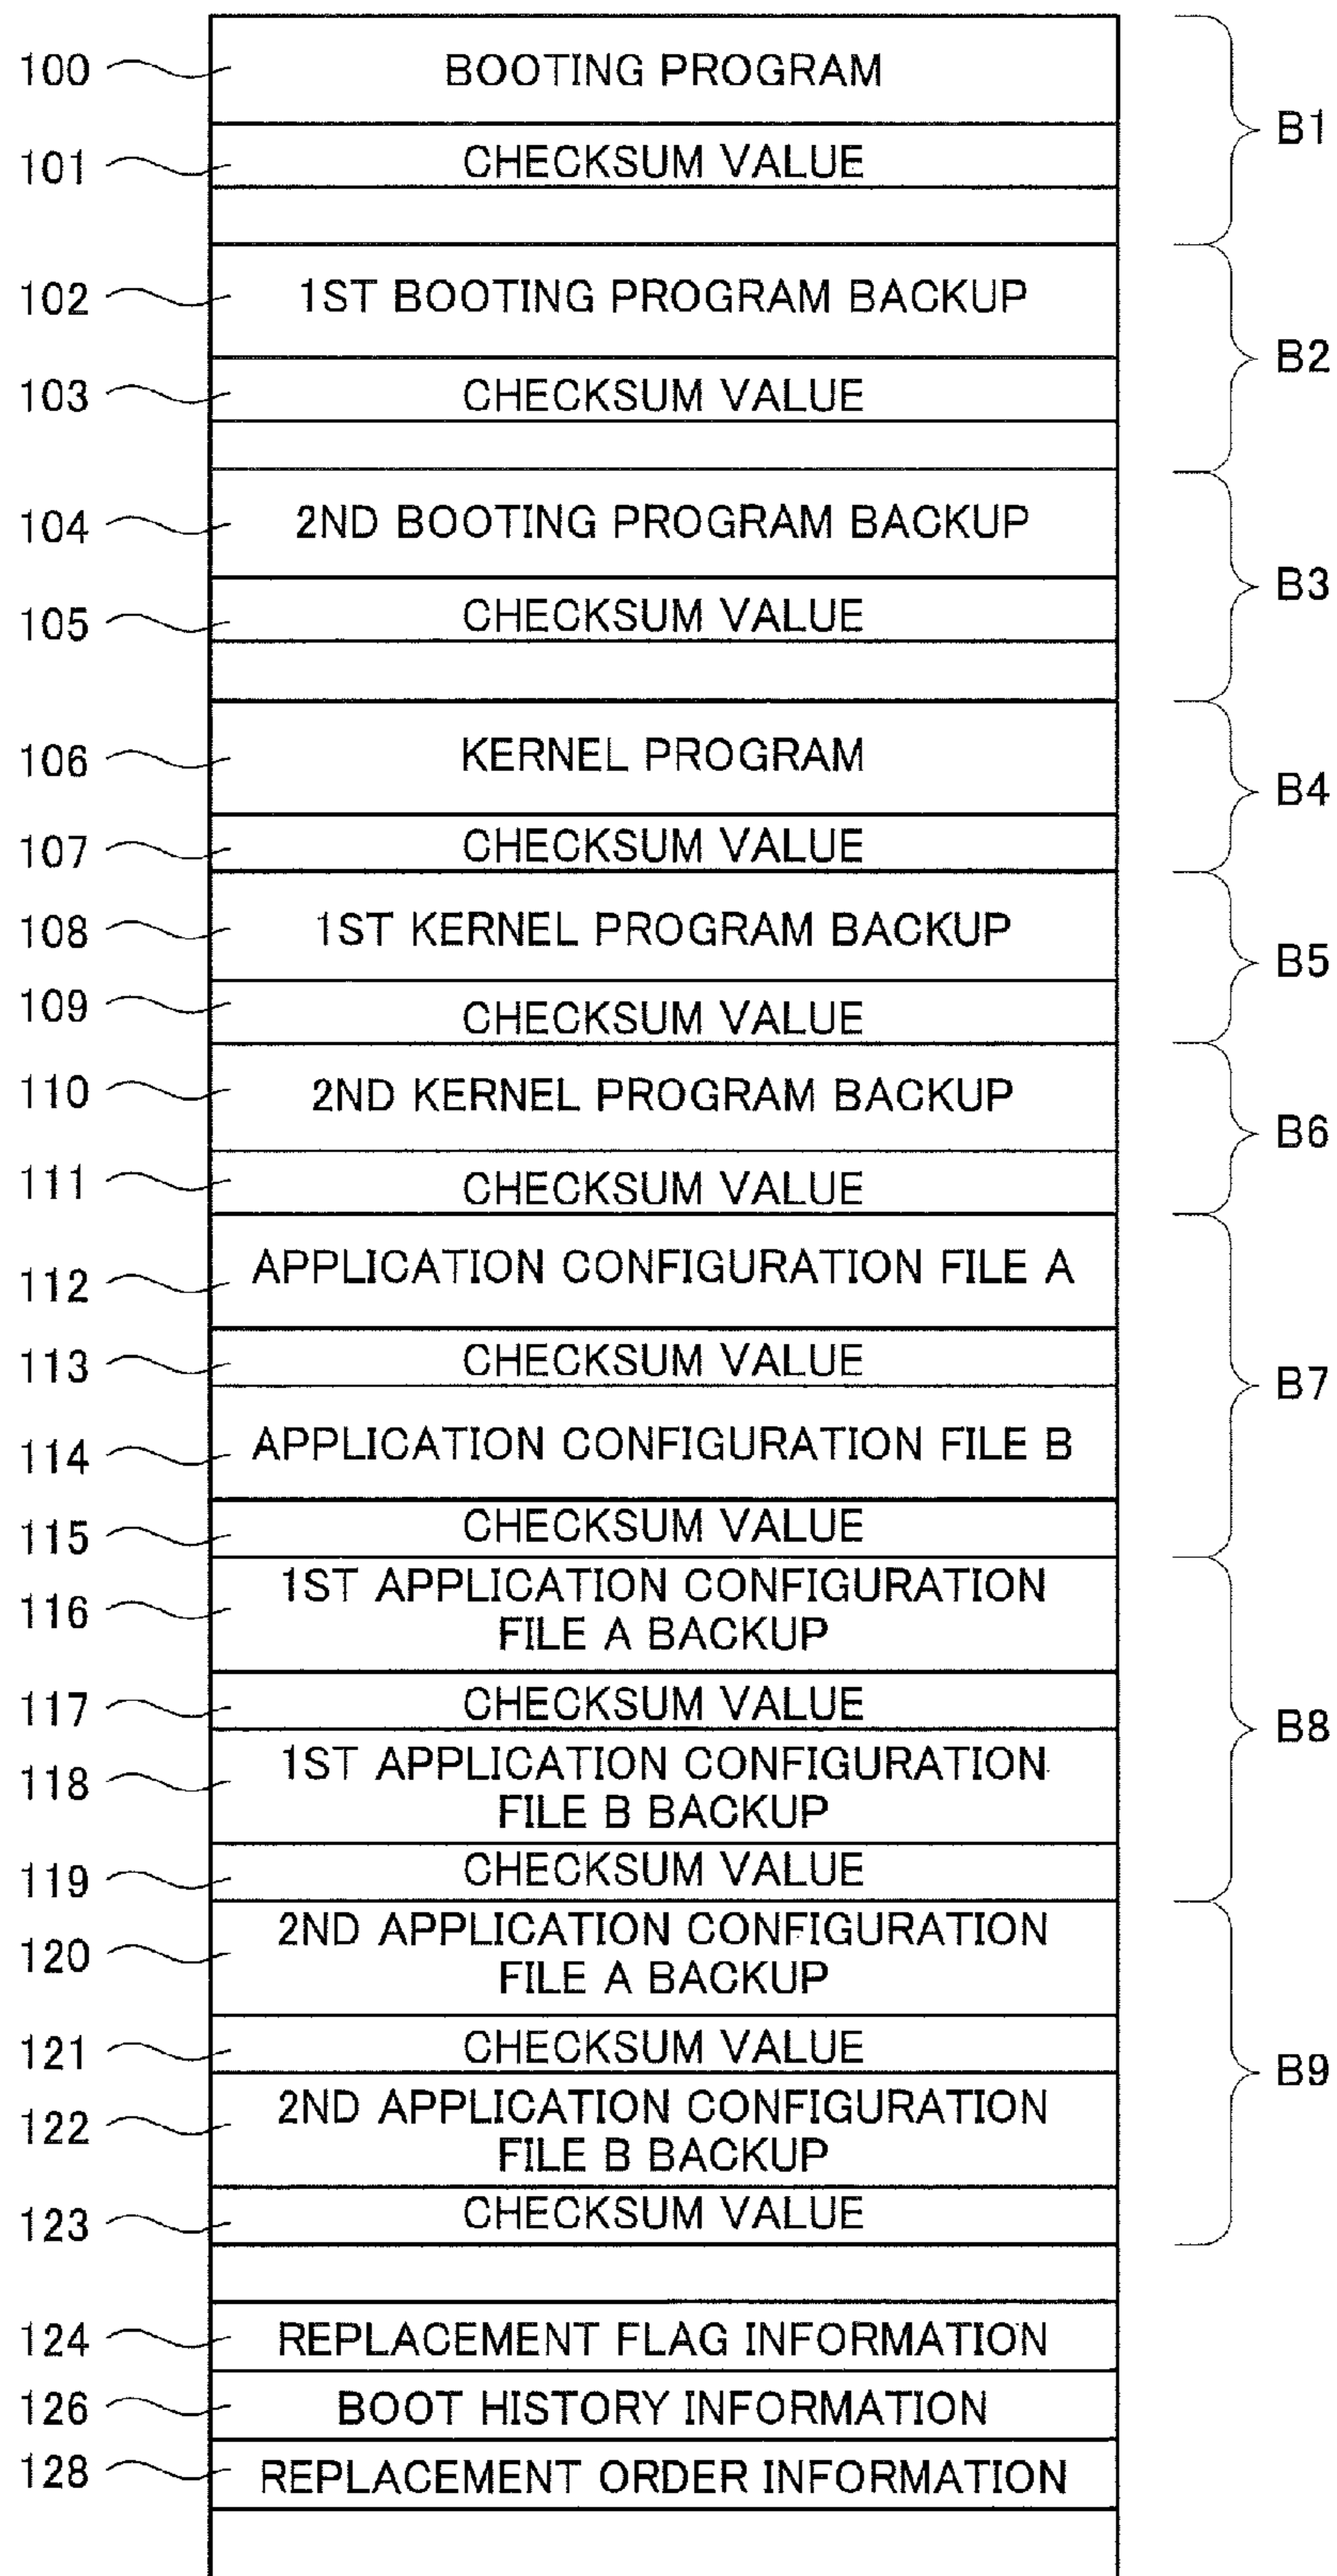 100 BOOTING PROGRAM
B1
101 CHECKSUM VALUE
102 1ST BOOTING PROGRAM BACKUP
B2
103 CHECKSUM VALUE
104 2ND BOOTING PROGRAM BACKUP
B3
105 CHECKSUM VALUE
106 KERNEL PROGRAM
B4
107 CHECKSUM VALUE
108 1ST KERNEL PROGRAM BACKUP
B5
109 CHECKSUM VALUE
110 2ND KERNEL PROGRAM BACKUP
B6
111 CHECKSUM VALUE
112 APPLICATION CONFIGURATION FILE A
113 CHECKSUM VALUE
B7
114 APPLICATION CONFIGURATION FILE B
115 CHECKSUM VALUE
116 1ST APPLICATION CONFIGURATION
FILE A BACKUP
117 CHECKSUM VALUE
B8
118 1ST APPLICATION CONFIGURATION
FILE B BACKUP
119 CHECKSUM VALUE
120 2ND APPLICATION CONFIGURATION
FILE A BACKUP
121 CHECKSUM VALUE
B9
122 2ND APPLICATION CONFIGURATION
FILE B BACKUP
123 CHECKSUM VALUE
124 REPLACEMENT FLAG INFORMATION
126 BOOT HISTORY INFORMATION
128 REPLACEMENT ORDER INFORMATION